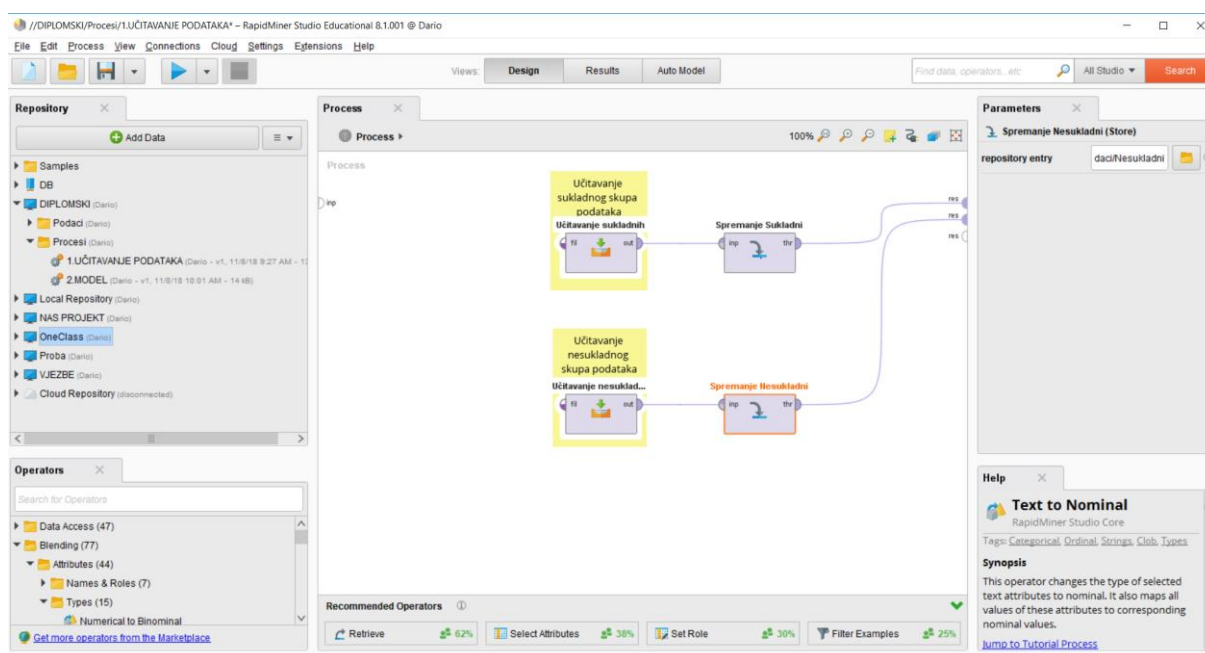 //DIPLOMSKI/Procesi/1.UČITAVANJE PODATAKA* – RapidMiner Studio Educational 8.1.001 @ Dario
File Edit Process View Connections Cloud Settings Extensions Help
Views: Design Results Auto Model
Find data, operators...etc
All Studio
Search
Repository
Add Data
Samples
DB
DIPLOMSKI (Dario)
Podaci (Dario)
Procesi (Dario)
1.UČITAVANJE PODATAKA (Dario - v1, 11/8/18 9:27 AM - 1
2.MODEL (Dario - v1, 11/8/18 10:01 AM - 14 kB)
Local Repository (Dario)
NAS PROJEKT (Dario)
OneClass (Dario)
Proba (Dario)
VJEZBE (Dario)
Cloud Repository (disconnected)
Operators
Search for Operators
Data Access (47)
Blending (77)
Attributes (44)
Names & Roles (7)
Types (15)
Numerical to Binominal
Get more operators from the Marketplace
Process
Process
100%
Process
inp
Učitavanje
sukladnog skupa
podataka
Učitavanje sukladnih
fil out
Spremanje Sukladni
inp thr
res
res
res
Učitavanje
nesukladnog
skupa podataka
Učitavanje nesuklad...
fil out
Spremanje Nesukladni
inp thr
Recommended Operators
Retrieve 62%
Select Attributes 38%
Set Role 30%
Filter Examples 25%
Parameters
Spremanje Nesukladni (Store)
repository entry
daci/Nesukladni
Help
Text to Nominal
RapidMiner Studio Core
Tags: Categorical, Ordinal, Strings, Clob, Types
Synopsis
This operator changes the type of selected
text attributes to nominal. It also maps all
values of these attributes to corresponding
nominal values.
Jump to Tutorial Process